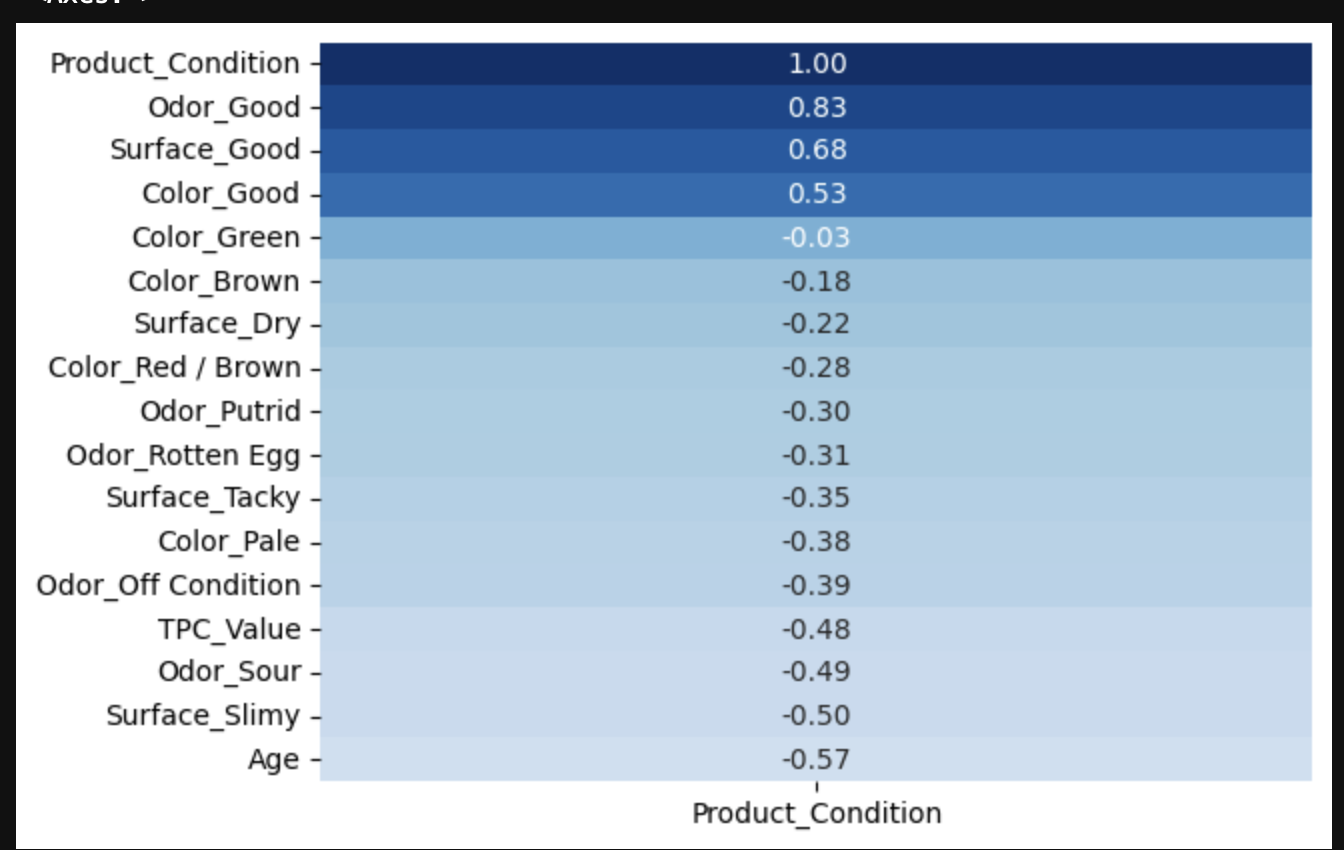 Product_Condition 1.00
Odor_Good 0.83
Surface_Good 0.68
Color_Good 0.53
Color_Green -0.03
Color_Brown -0.18
Surface_Dry -0.22
Color_Red / Brown -0.28
Odor_Putrid -0.30
Odor_Rotten Egg -0.31
Surface_Tacky -0.35
Color_Pale -0.38
Odor_Off Condition -0.39
TPC_Value -0.48
Odor_Sour -0.49
Surface_Slimy -0.50
Age -0.57
Product_Condition